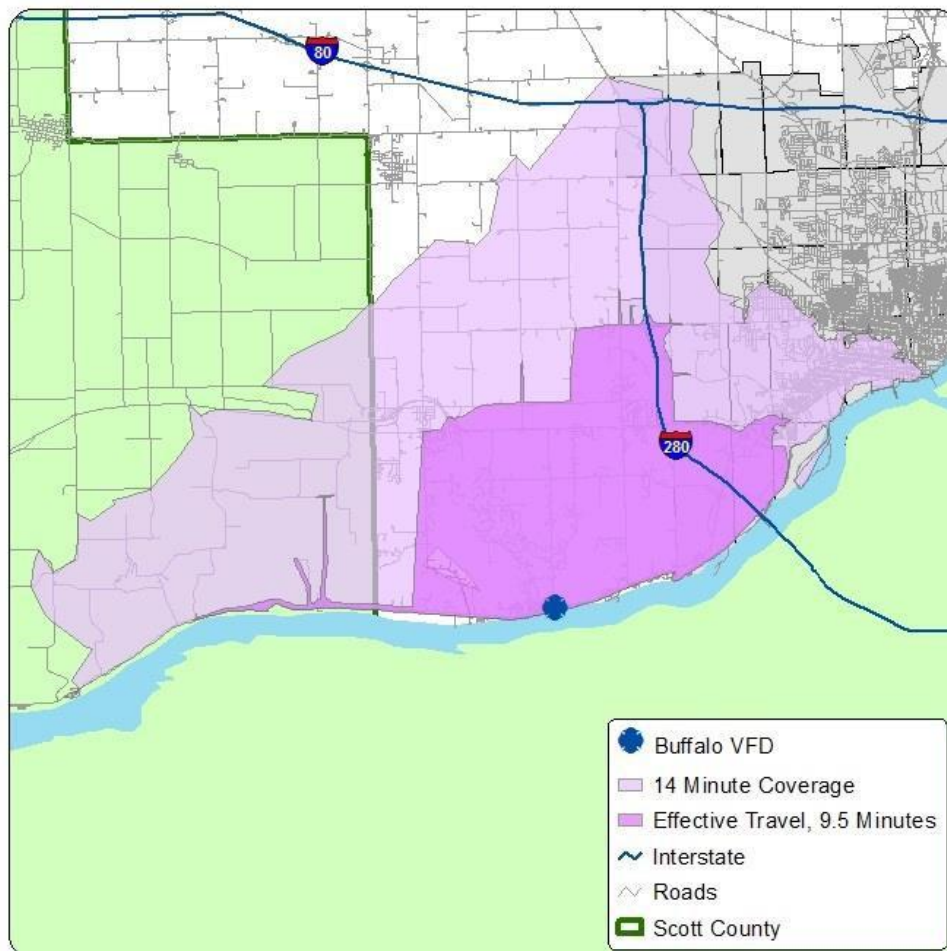 80
280
Buffalo VFD
14 Minute Coverage
Effective Travel, 9.5 Minutes
Interstate
Roads
Scott County